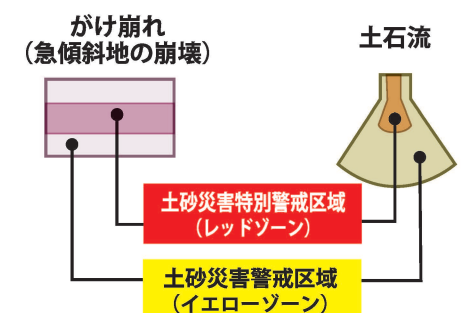 がけ崩れ
（急傾斜地の崩壊）
土石流
土砂災害特別警戒区域
（レッドゾーン）
土砂災害警戒区域
（イエローゾーン）